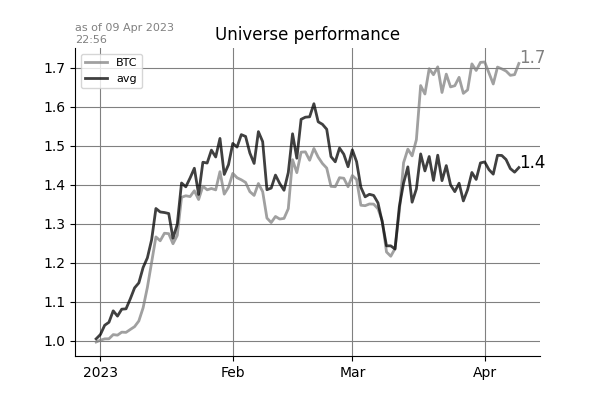 as of 09 Apr 2023
22:56
Universe performance
BTC
avg
1.7
1.6
1.5
1.4
1.3
1.2
1.1
1.0
1.7
1.4
2023
Feb
Mar
Apr